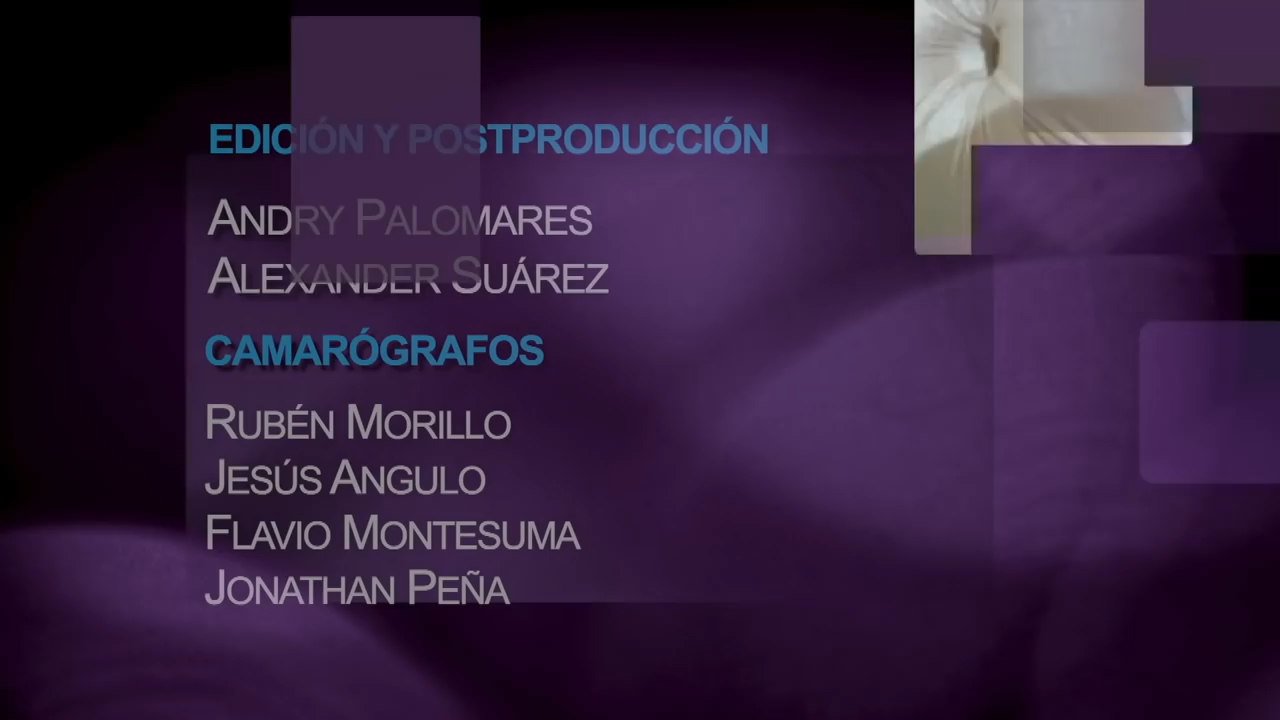 EDICIÓN Y POSTPRODUCCIÓN
ANDRY PALOMARES
ALEXANDER SUÁREZ
CAMARÓGRAFOS
RUBÉN MORILLO
JESÚS ANGULO
FLAVIO MONTESUMA
JONATHAN PEÑA